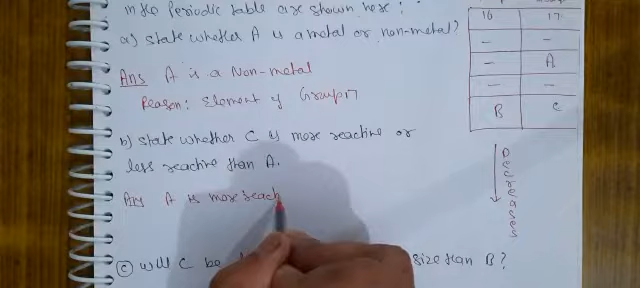 in the Periodic table are shown here:
a) state whether A is a metal or non-metal?
Ans A is a Non-metal
Reason: Element of Group 17
b) state whether C is more reactive or
less reactive than A.
Ans A is more reac
c) will C be
size than B?
16 17
- -
- A
- -
B C
Decreases